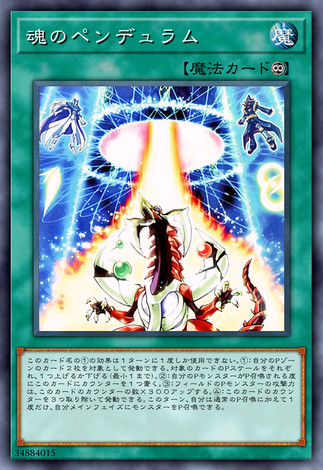 魂のペンデュラム
魔
【魔法カード】
このカード名の①の効果は1ターンに1度しか使用できない。①:自分のPゾー
ンのカード2枚を対象として発動できる。対象のカードのPスケールをそれぞ
れ、1つ上げるか下げる(最小1まで)。②:自分のPモンスターがP召喚される度
にこのカードにカウンターを1つ置く。③:フィールドのPモンスターの攻撃力
は、このカードのカウンターの数×300アップする。④:このカードのカウンタ
ーを3つ取り除いて発動できる。このターン、自分は通常のP召喚に加えて1
度だけ、自分メインフェイズにモンスターをP召喚できる。
34884015